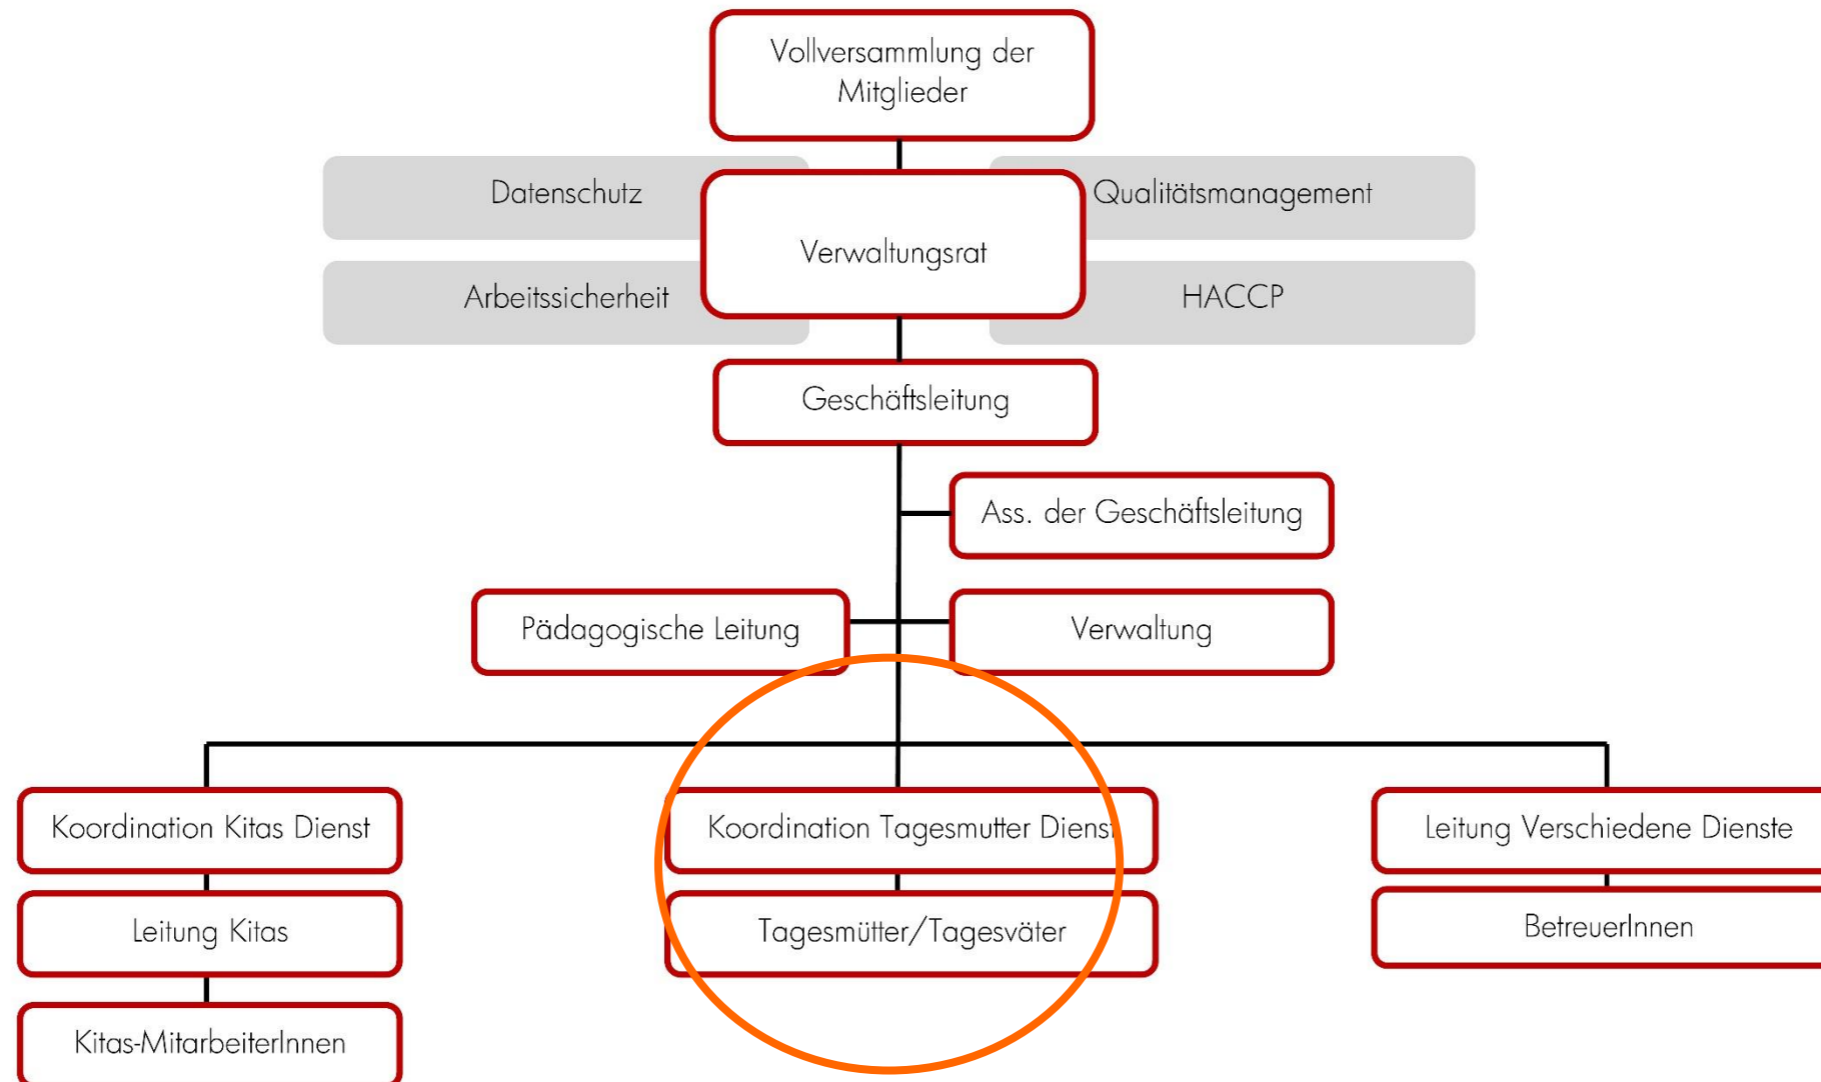 Vollversammlung der
Mitglieder
Datenschutz
Qualitätsmanagement
Verwaltungsrat
Arbeitssicherheit
HACCP
Geschäftsleitung
Ass. der Geschäftsleitung
Pädagogische Leitung
Verwaltung
Koordination Kitas Dienst
Koordination Tagesmutter Dienst
Leitung Verschiedene Dienste
Leitung Kitas
Tagesmütter/Tagesväter
BetreuerInnen
Kitas-MitarbeiterInnen